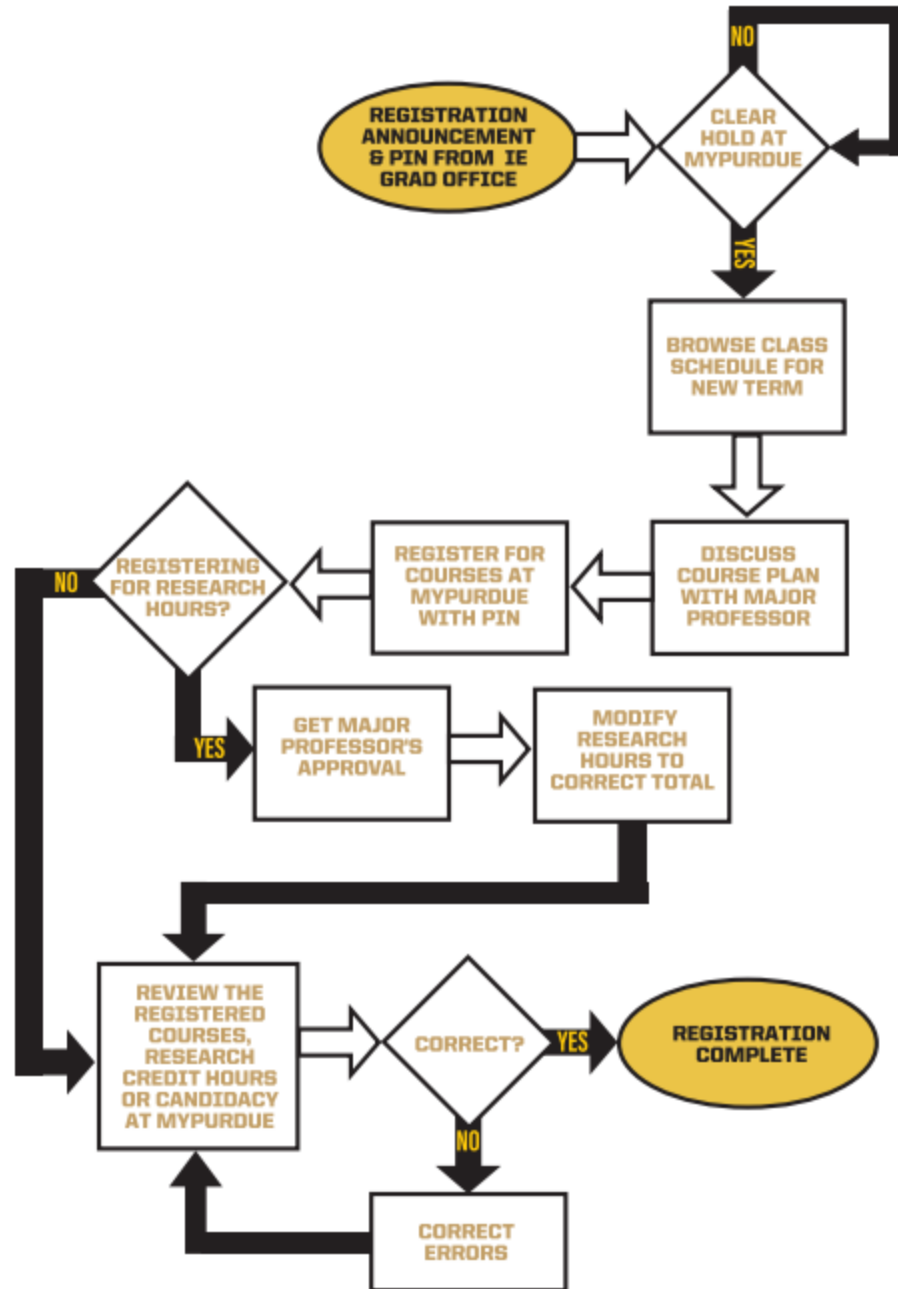 NO
REGISTRATION
ANNOUNCEMENT
& PIN FROM IE
GRAD OFFICE
CLEAR
HOLD AT
MYPURDUE
YES
BROWSE CLASS
SCHEDULE FOR
NEW TERM
DISCUSS
COURSE PLAN
WITH MAJOR
PROFESSOR
REGISTER FOR
COURSES AT
MYPURDUE
WITH PIN
REGISTERING
FOR RESEARCH
HOURS?
NO
YES
GET MAJOR
PROFESSOR'S
APPROVAL
MODIFY
RESEARCH
HOURS TO
CORRECT TOTAL
REVIEW THE
REGISTERED
COURSES,
RESEARCH
CREDIT HOURS
OR CANDIDACY
AT MYPURDUE
CORRECT?
YES
REGISTRATION
COMPLETE
NO
CORRECT
ERRORS